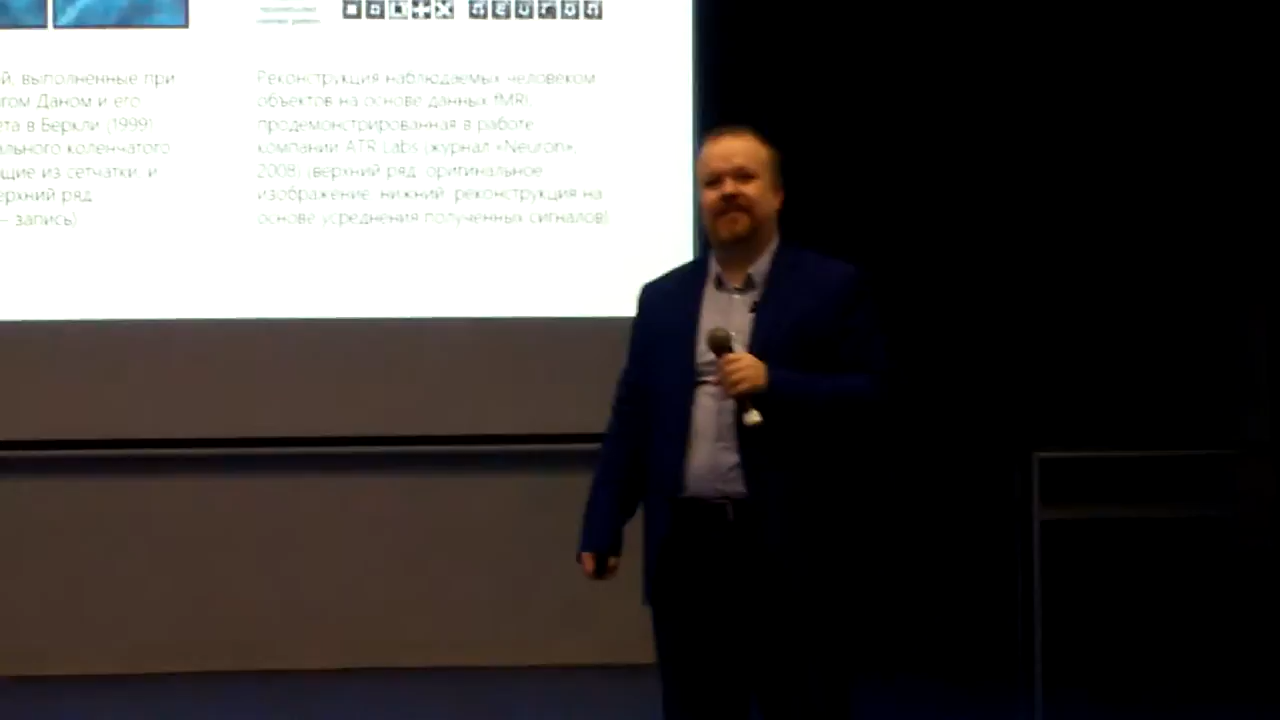 neuron
й, выполненные при
гом Даном и его
ета в Беркли (1999)
ального коленчатого
щие из сетчатки, и
ерхний ряд
– запись)
Реконструкция наблюдаемых человеком
объектов на основе данных fMRI,
продемонстрированная в работе
компании ATR Labs (журнал «Neuron»,
2008) (верхний ряд: оригинальное
изображение, нижний: реконструкция на
основе усреднения полученных сигналов)